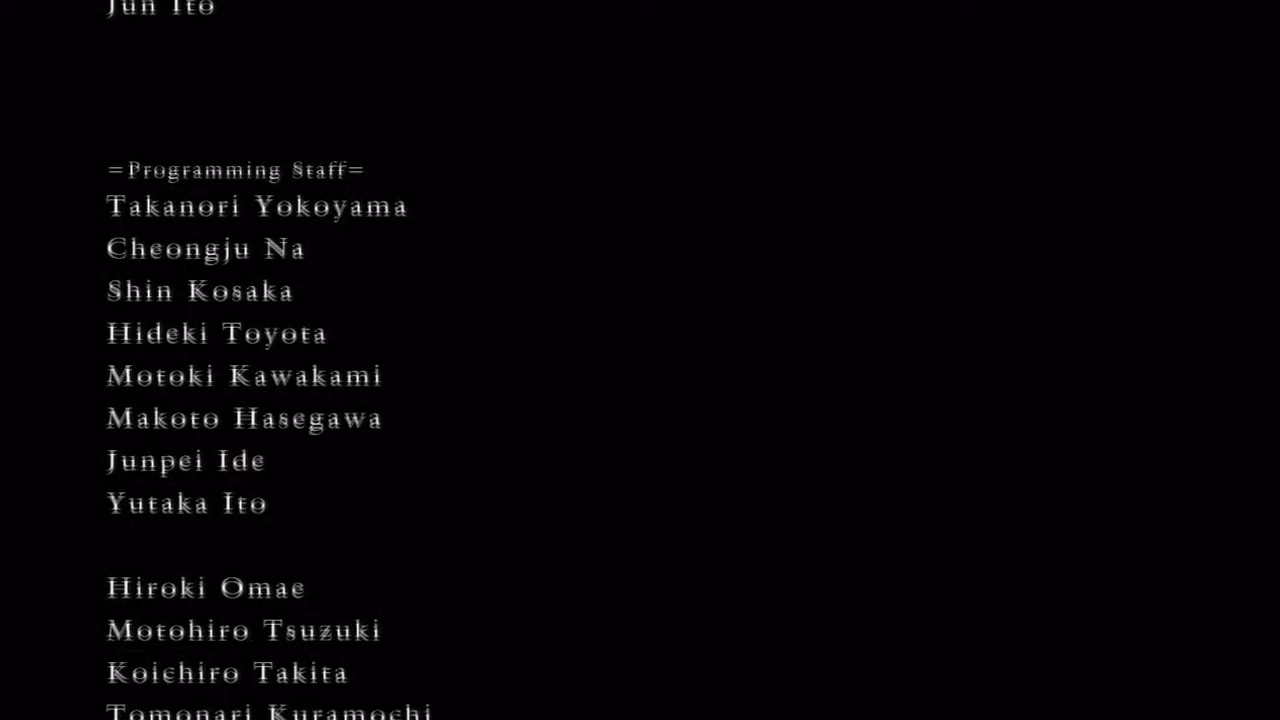 Jun Ito
=Programming Staff=
Takanori Yokoyama
Cheongju Na
Shin Kosaka
Hideki Toyota
Motoki Kawakami
Makoto Hasegawa
Junpei Ide
Yutaka Ito
Hiroki Omae
Motohiro Tsuzuki
Koichiro Takita
Tomonari Kuramochi